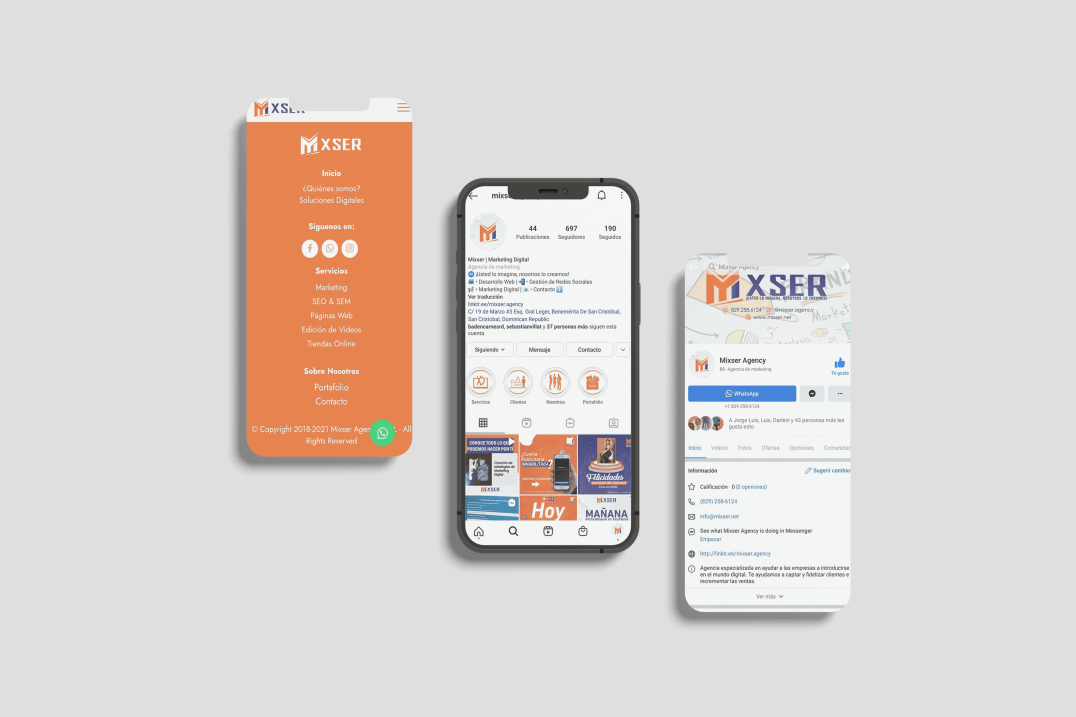 MXSER
MXSER
Inicio
¿Quiénes somos?
Soluciones Digitales
Síguenos en:
Servicios
Marketing
SEO & SEM
Páginas Web
Edición de Videos
Tiendas Online
Sobre Nosotros
Portafolio
Contacto
© Copyright 2018-2021 Mixser - All
Rights Reserved
44
697
190
Publicaciones
Seguidores
Seguidos
Mixser | Marketing Digital
Agencia de marketing
¡Usted lo imagina, nosotros lo creamos!
• Desarrollo Web | • Gestión de Redes Sociales
• Marketing Digital | • Contacto
Ver traducción
linktr.ee/mixser.agency
C/ 19 de Marzo #3 Esq. Gral Leger, Benemérita De San Cristóbal,
San Cristobal, Dominican Republic
badencarnesrd, sebastianvillat y 37 personas más siguen esta
cuenta
Siguiendo
Mensaje
Contacto
Servicios
Clientes
Nosotros
Portafolio
CONOCE TODO LO QUE
PODEMOS HACER POR TI
Creación de
estrategias de
Marketing
Digital
MXSER
¿Cuenta
Publicitaria
INHABILITADA?
Felicidades
Hoy
MXSER
MAÑANA
Mixser Agency
MXSER
¡USTED LO IMAGINA, NOSOTROS LO CREAMOS!
829.258.6124
@mixser.agency
www.mixser.net
Mixser Agency
Agencia de marketing
Te gusta
WhatsApp
+1 829-258-6124
A Jorge Luis, Luis, Darleni y 43 personas más les
gusta esto
Inicio
Videos
Fotos
Ofertas
Opiniones
Comunidad
Información
Sugerir cambio
Calificación · 0 (0 opiniones)
(829) 258-6124
info@mixser.net
See what Mixser Agency is doing in Messenger
Empezar
http://linktr.ee/mixser.agency
Agencia especializada en ayudar a las empresas a introducirse
en el mundo digital. Te ayudamos a captar y fidelizar clientes e
incrementar las ventas.
Ver más